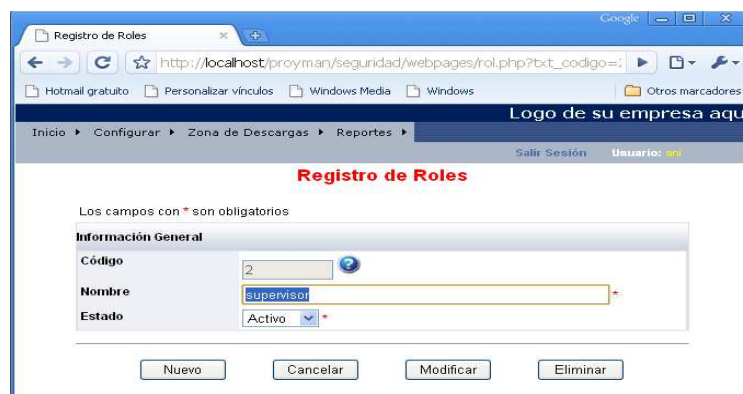 Google
Registro de Roles
http://localhost/proyman/seguridad/webpages/rol.php?txt_codigo=2
Hotmail gratuito Personalizar vínculos Windows Media Windows Otros marcadores
Logo de su empresa aqu
Inicio Configurar Zona de Descargas Reportes
Salir Sesión Usuario: ani
Registro de Roles
Los campos con * son obligatorios
Información General
Código 2 ?
Nombre supervisor *
Estado Activo *
Nuevo Cancelar Modificar Eliminar